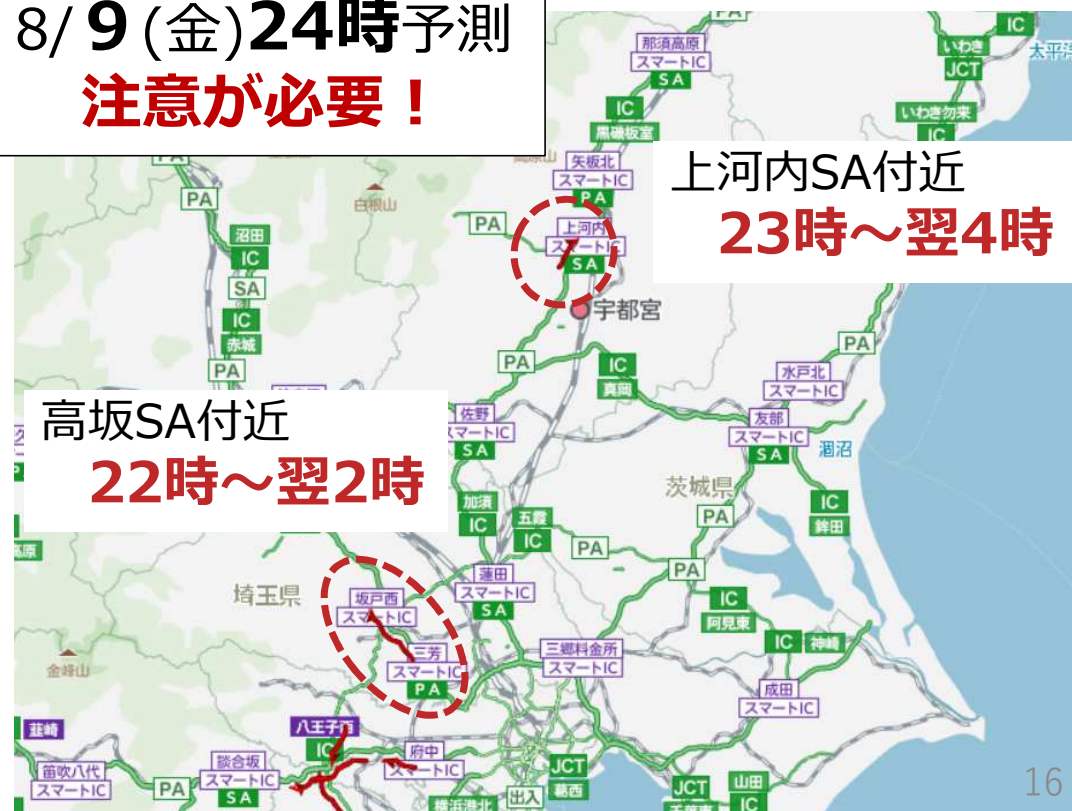 8/9(金)24時予測
注意が必要！
上河内SA付近
23時～翌4時
高坂SA付近
22時～翌2時
PA
IC
いわき
JCT
太平洋
那須高原
スマートIC
SA
IC
黒磯板室
いわき勿来
IC
PA
PA
白根山
矢板北
スマートIC
PA
PA
上河内
スマートIC
SA
沼田
IC
SA
IC
赤城
PA
宇都宮
PA
IC
真岡
PA
水戸北
スマートIC
佐野
スマートIC
SA
友部
スマートIC
SA
涸沼
茨城県
加須
IC
五霞
IC
PA
PA
IC
鉾田
PA
埼玉県
坂戸西
スマートIC
蓮田
スマートIC
SA
IC
阿見東
IC
神崎
金峰山
三芳
スマートIC
PA
三郷料金所
スマートIC
成田
スマートIC
韮崎
八王子西
IC
府中
スマートIC
談合坂
スマートIC
SA
笛吹八代
スマートIC
PA
JCT
葛西
出入
横浜港北
JCT
山田
IC
16